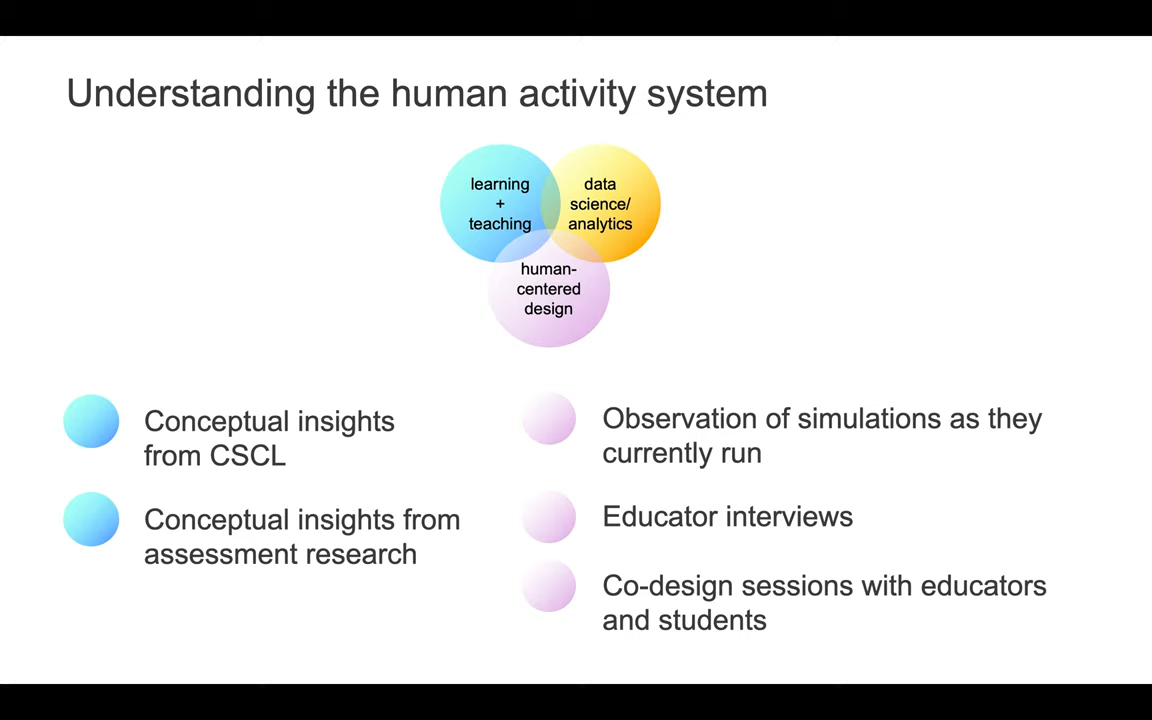 Understanding the human activity system
learning
+
teaching
data
science/
analytics
human-
centered
design
Conceptual insights
from CSCL
Conceptual insights from
assessment research
Observation of simulations as they
currently run
Educator interviews
Co-design sessions with educators
and students